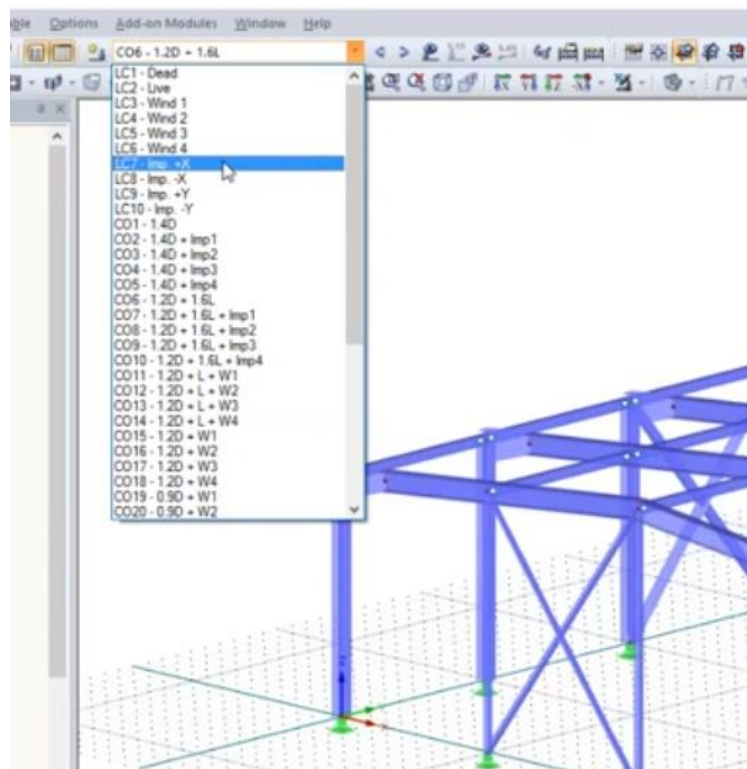 ble Options Add-on Modules Window Help
CO6 - 1.2D + 1.6L
LC1 - Dead
LC2 - Live
LC3 - Wind 1
LC4 - Wind 2
LC5 - Wind 3
LC6 - Wind 4
LC7 - Imp. +X
LC8 - Imp. -X
LC9 - Imp. +Y
LC10 - Imp. -Y
CO1 - 1.4D
CO2 - 1.4D + Imp1
CO3 - 1.4D + Imp2
CO4 - 1.4D + Imp3
CO5 - 1.4D + Imp4
CO6 - 1.2D + 1.6L
CO7 - 1.2D + 1.6L + Imp1
CO8 - 1.2D + 1.6L + Imp2
CO9 - 1.2D + 1.6L + Imp3
CO10 - 1.2D + 1.6L + Imp4
CO11 - 1.2D + L + W1
CO12 - 1.2D + L + W2
CO13 - 1.2D + L + W3
CO14 - 1.2D + L + W4
CO15 - 1.2D + W1
CO16 - 1.2D + W2
CO17 - 1.2D + W3
CO18 - 1.2D + W4
CO19 - 0.9D + W1
CO20 - 0.9D + W2